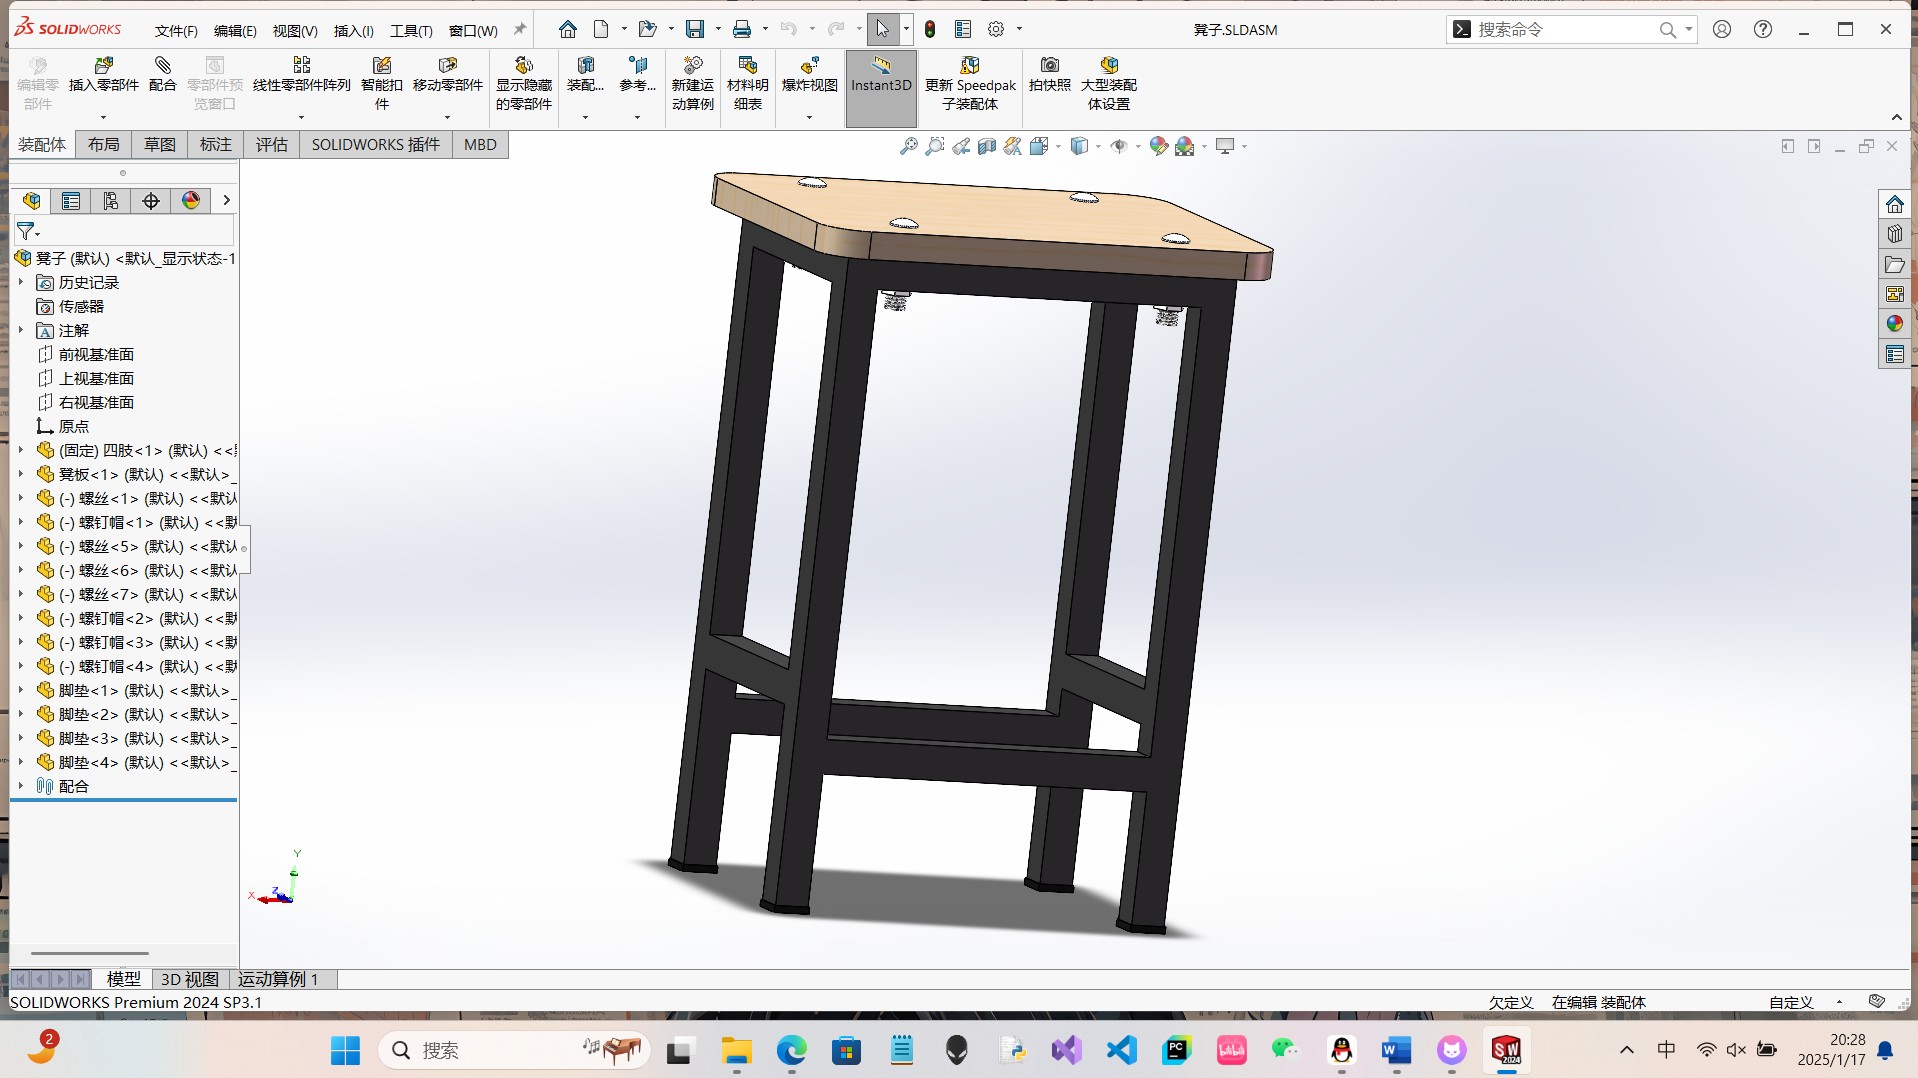 SOLIDWORKS
文件(F)
编辑(E)
视图(V)
插入(I)
工具(T)
窗口(W)
凳子.SLDASM
搜索命令
编辑零部件
插入零部件
配合
零部件预览窗口
线性零部件阵列
智能扣件
移动零部件
显示隐藏的零部件
装配...
参考...
新建运动算例
材料明细表
爆炸视图
Instant3D
更新 Speedpak 子装配体
拍快照
大型装配体设置
装配体
布局
草图
标注
评估
SOLIDWORKS 插件
MBD
凳子 (默认) <默认_显示状态-1
历史记录
传感器
注解
前视基准面
上视基准面
右视基准面
原点
(固定) 四肢<1> (默认) <<
凳板<1> (默认) <<默认>_
(-) 螺丝<1> (默认) <<默认
(-) 螺钉帽<1> (默认) <<默
(-) 螺丝<5> (默认) <<默认
(-) 螺丝<6> (默认) <<默认
(-) 螺丝<7> (默认) <<默认
(-) 螺钉帽<2> (默认) <<默
(-) 螺钉帽<3> (默认) <<默
(-) 螺钉帽<4> (默认) <<默
脚垫<1> (默认) <<默认>_
脚垫<2> (默认) <<默认>_
脚垫<3> (默认) <<默认>_
脚垫<4> (默认) <<默认>_
配合
Y
X
Z
模型
3D 视图
运动算例 1
SOLIDWORKS Premium 2024 SP3.1
欠定义
在编辑 装配体
自定义
2
搜索
PC
bilibili
W
SW
2024
中
20:28
2025/1/17